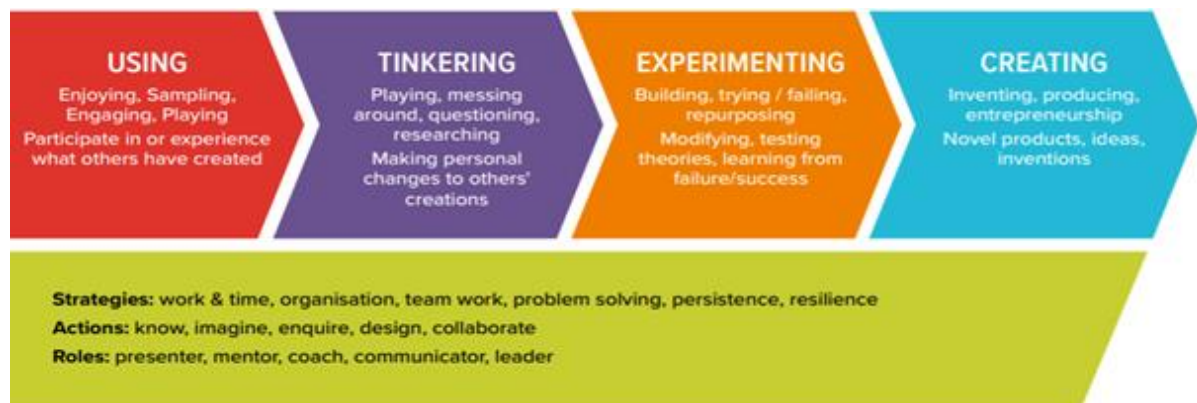 USING
Enjoying, Sampling,
Engaging, Playing
Participate in or experience
what others have created
TINKERING
Playing, messing
around, questioning,
researching
Making personal
changes to others'
creations
EXPERIMENTING
Building, trying / failing,
repurposing
Modifying, testing
theories, learning from
failure/success
CREATING
Inventing, producing,
entrepreneurship
Novel products, ideas,
inventions
Strategies: work & time, organisation, team work, problem solving, persistence, resilience
Actions: know, imagine, enquire, design, collaborate
Roles: presenter, mentor, coach, communicator, leader